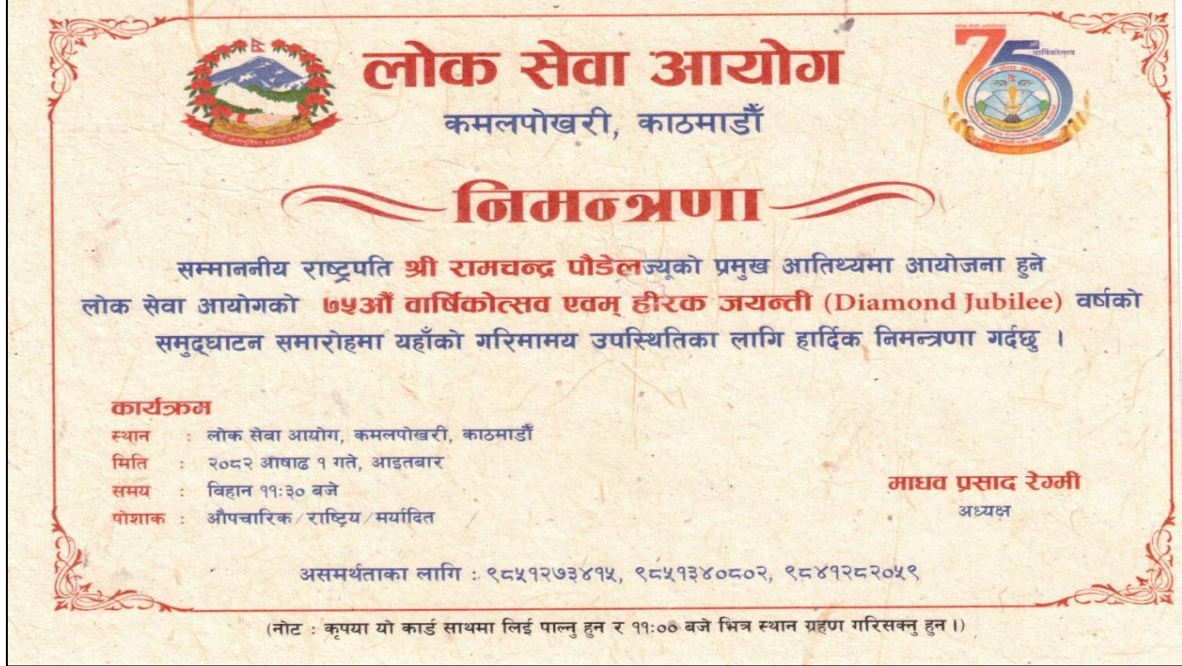 लोक सेवा आयोग
कमलपोखरी, काठमाडौँ
75 औं
वार्षिकोत्सव
लोक सेवा आयोग
निमन्त्रणा
सम्माननीय राष्ट्रपति श्री रामचन्द्र पौडेलज्यूको प्रमुख आतिथ्यमा आयोजना हुने
लोक सेवा आयोगको ७५औं वार्षिकोत्सव एवम् हीरक जयन्ती (Diamond Jubilee) वर्षको
समुद्घाटन समारोहमा यहाँको गरिमामय उपस्थितिका लागि हार्दिक निमन्त्रणा गर्दछु ।
कार्यक्रम
स्थान : लोक सेवा आयोग, कमलपोखरी, काठमाडौँ
मिति : २०८२ आषाढ १ गते, आइतबार
समय : विहान ११:३० बजे
पोशाक : औपचारिक/राष्ट्रिय/मर्यादित
माधव प्रसाद रेग्मी
अध्यक्ष
असमर्थताका लागि : ९८५१२७३४१५, ९८५१३४०८०२, ९८४१२८२०५९
(नोट : कृपया यो कार्ड साथमा लिई पाल्नु हुन र ११:०० बजे भित्र स्थान ग्रहण गरिसक्नु हुन ।)